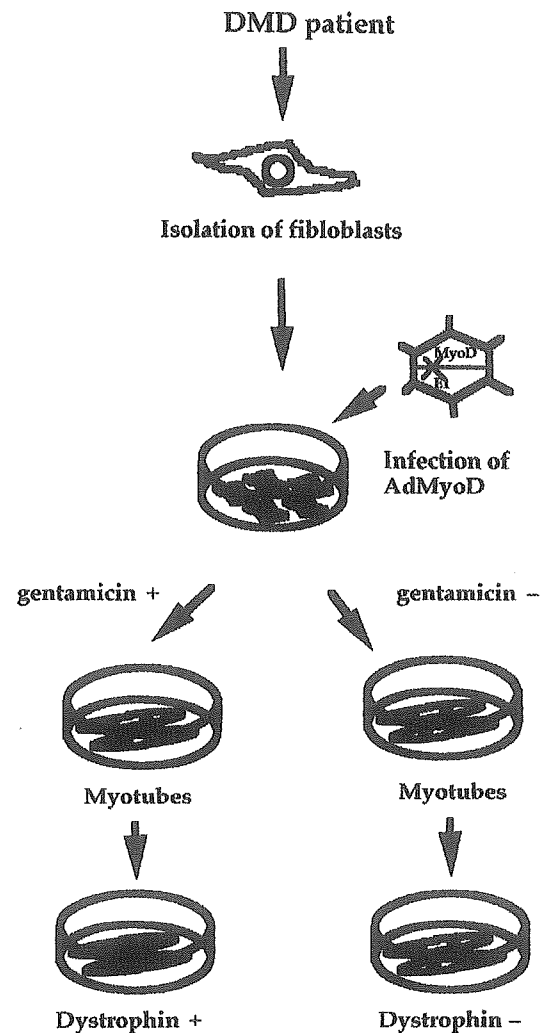 DMD patient
Isolation of fibloblasts
MyoD
E1
Infection of
AdMyoD
gentamicin +
gentamicin –
Myotubes
Myotubes
Dystrophin +
Dystrophin –